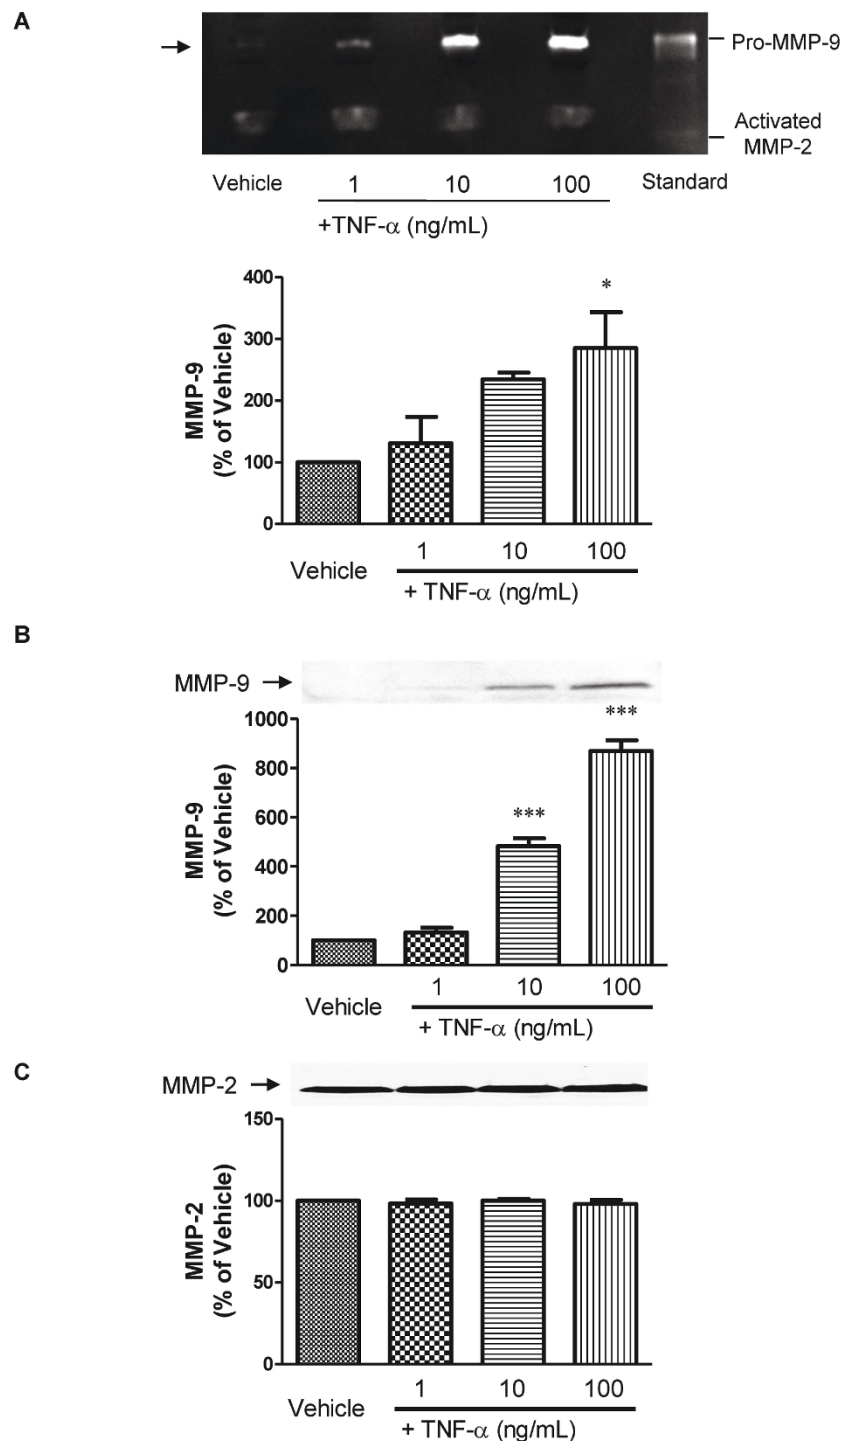 A
Pro-MMP-9
Activated
MMP-2
Vehicle 1 10 100 Standard
+TNF-α (ng/mL)
400
300
200
100
0
MMP-9
(% of Vehicle)
*
Vehicle 1 10 100
+ TNF-α (ng/mL)
B
MMP-9
1000
800
600
400
200
0
MMP-9
(% of Vehicle)
***
***
Vehicle 1 10 100
+ TNF-α (ng/mL)
C
MMP-2
150
100
50
0
MMP-2
(% of Vehicle)
Vehicle 1 10 100
+ TNF-α (ng/mL)